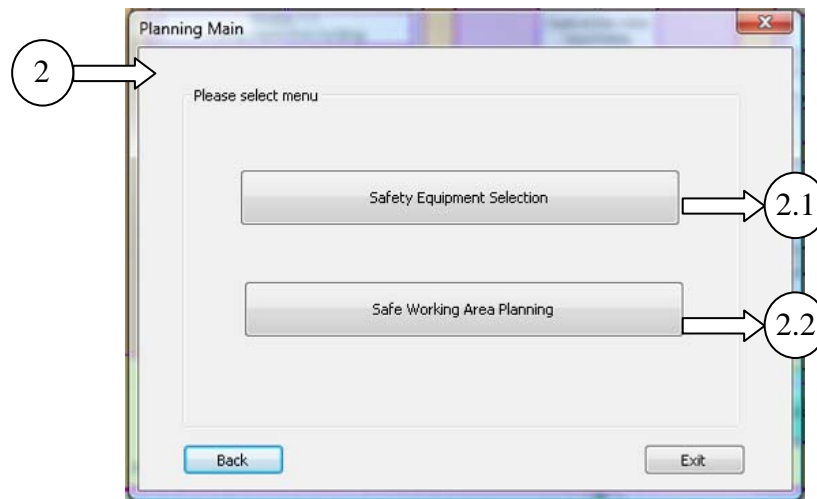 Planning Main
2
Please select menu
Safety Equipment Selection
2.1
Safe Working Area Planning
2.2
Back
Exit